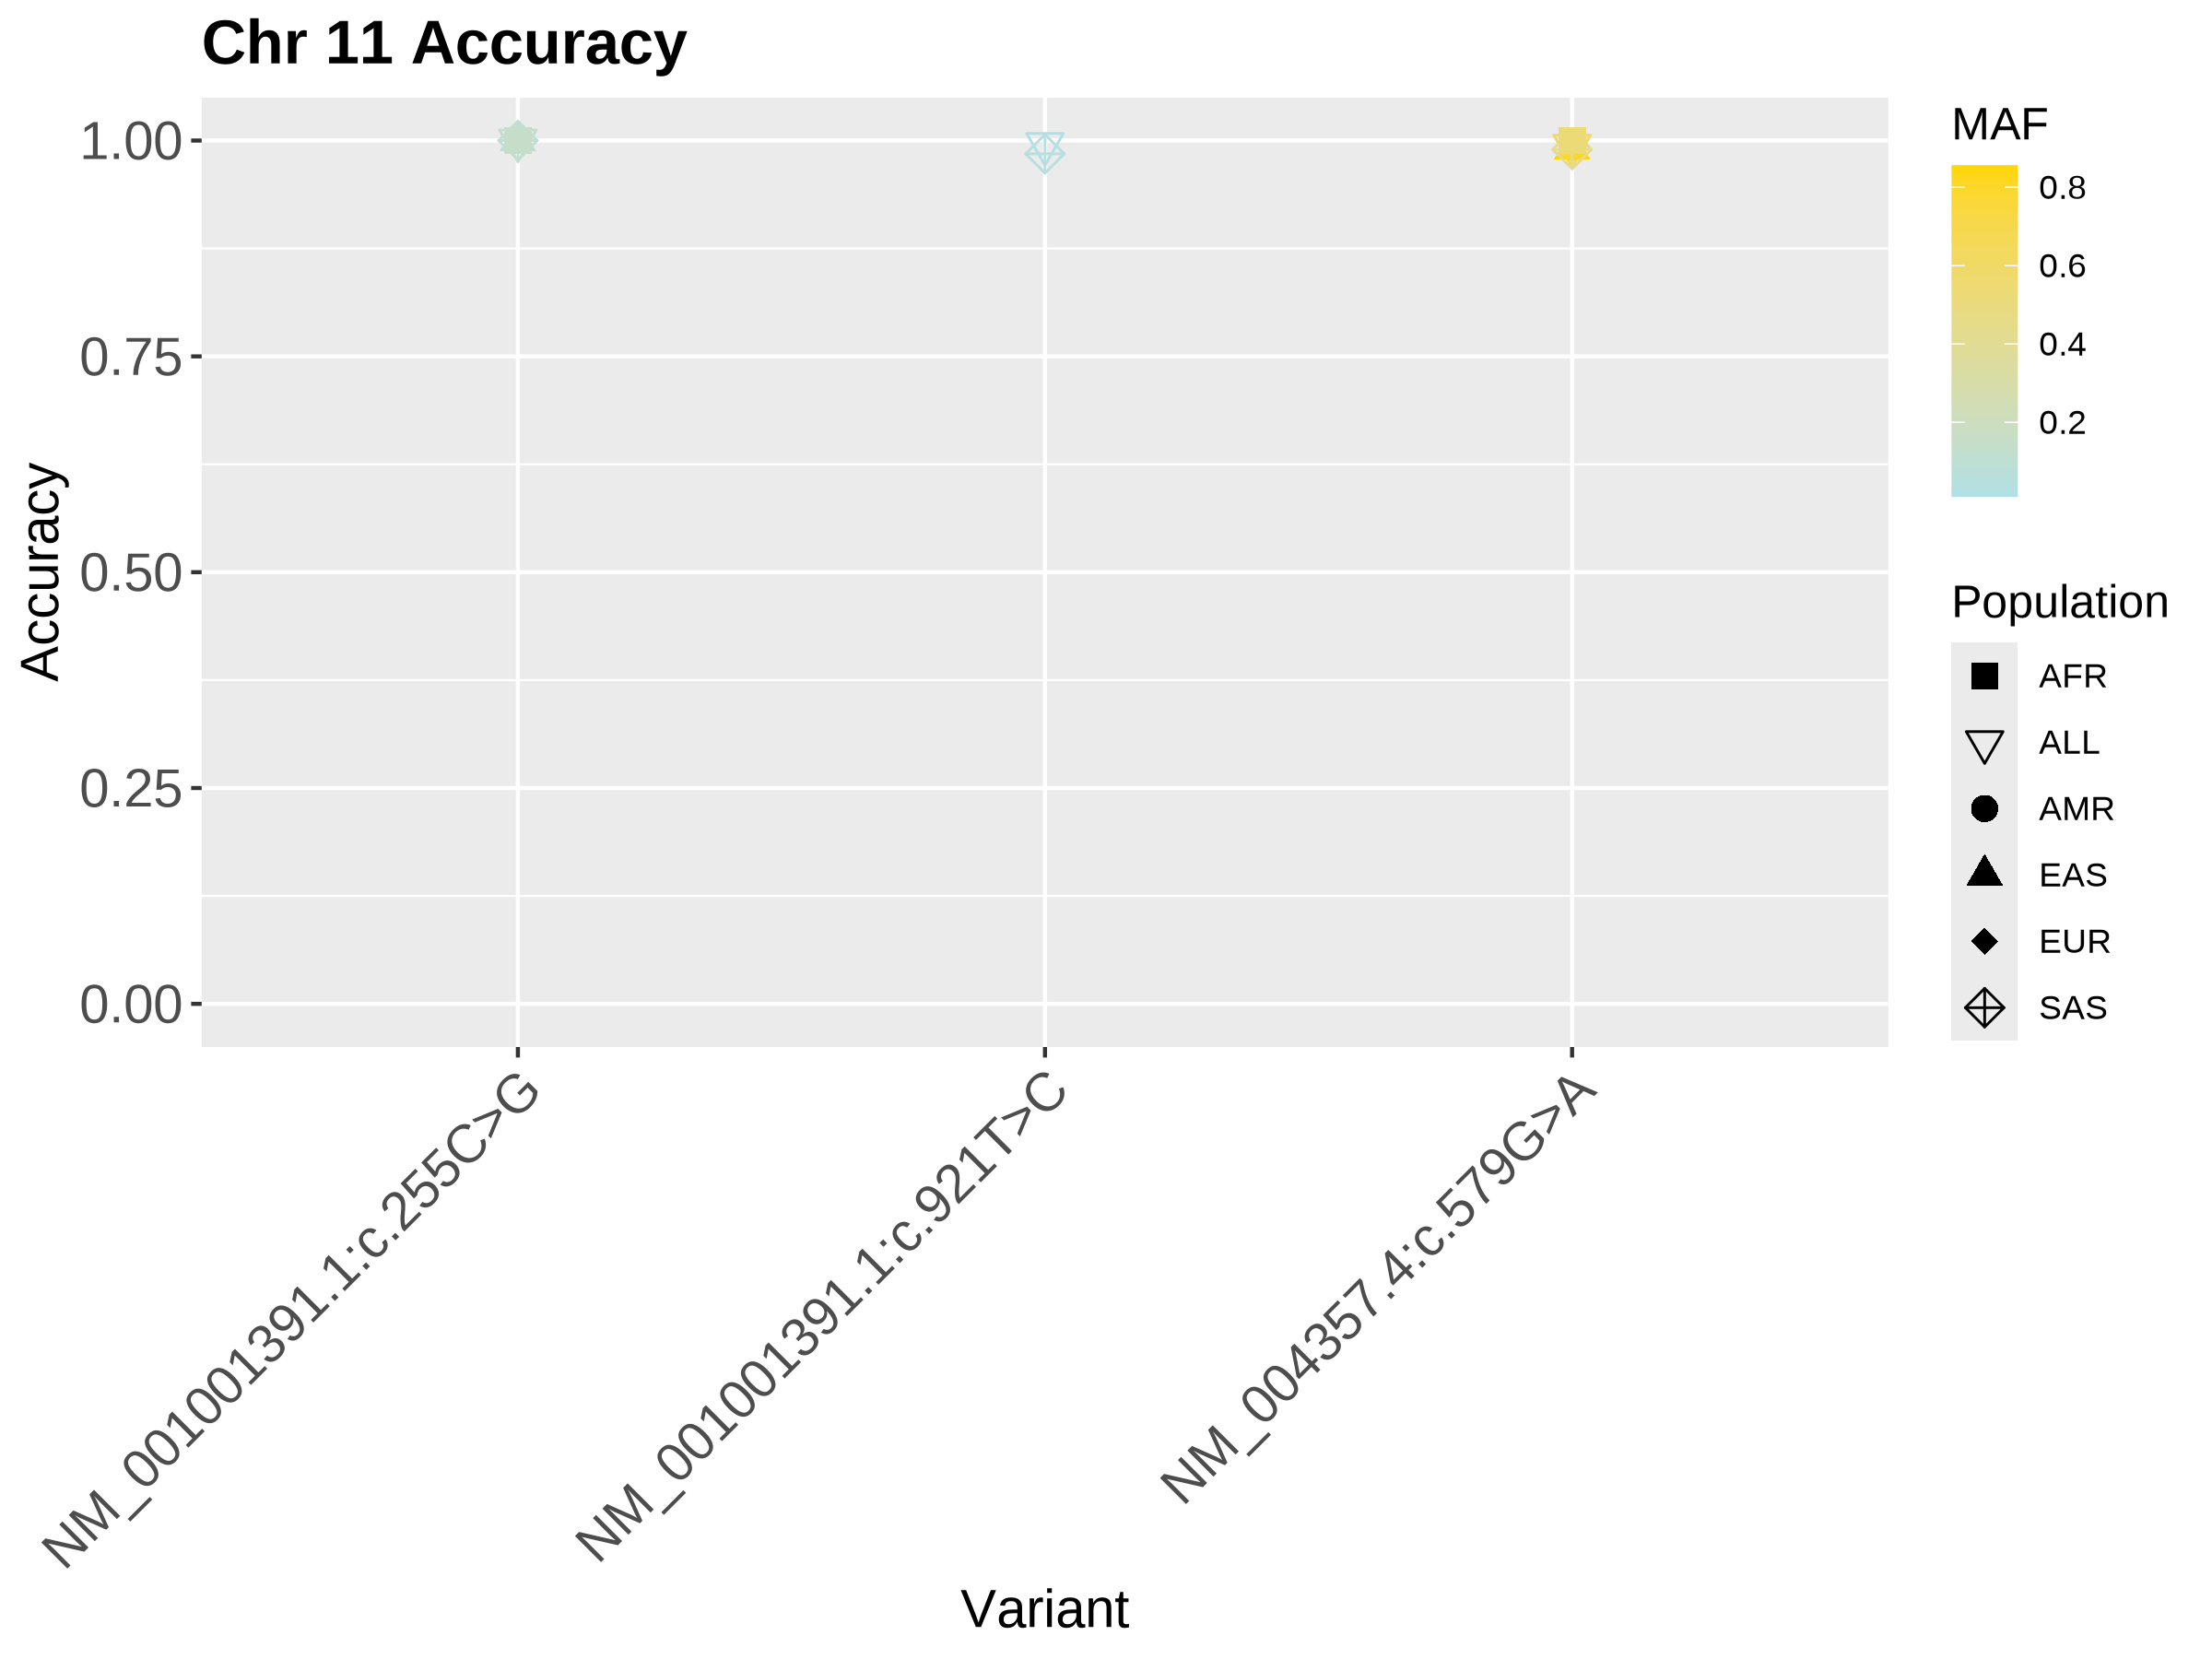 Chr 11 Accuracy
Accuracy
1.00
0.75
0.50
0.25
0.00
NM_001001391.1:c.255C>G
NM_001001391.1:c.921T>C
NM_004357.4:c.579G>A
Variant
MAF
0.8
0.6
0.4
0.2
Population
AFR
ALL
AMR
EAS
EUR
SAS